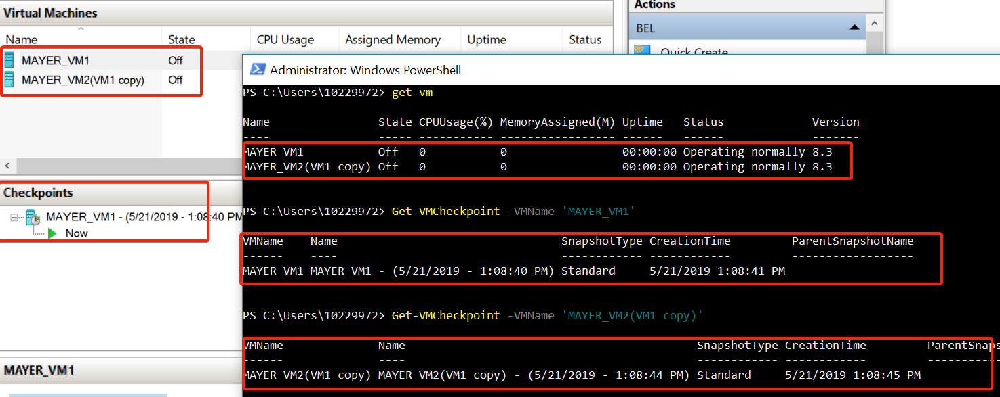 Virtual Machines
Name State CPU Usage Assigned Memory Uptime Status
MAYER_VM1 Off
MAYER_VM2(VM1 copy) Off
Actions
BEL
Quick Create
Checkpoints
MAYER_VM1 - (5/21/2019 - 1:08:40 PM
Now
MAYER_VM1
Administrator: Windows PowerShell
PS C:\Users\10229972> get-vm
Name State CPUUsage(%) MemoryAssigned(M) Uptime Status Version
---- ----- ----------- ----------------- ------ ------ -------
MAYER_VM1 Off 0 0 00:00:00 Operating normally 8.3
MAYER_VM2(VM1 copy) Off 0 0 00:00:00 Operating normally 8.3
PS C:\Users\10229972> Get-VMCheckpoint -VMName 'MAYER_VM1'
VMName Name SnapshotType CreationTime ParentSnapshotName
------ ---- ------------ ------------ ------------------
MAYER_VM1 MAYER_VM1 - (5/21/2019 - 1:08:40 PM) Standard 5/21/2019 1:08:41 PM
PS C:\Users\10229972> Get-VMCheckpoint -VMName 'MAYER_VM2(VM1 copy)'
VMName Name SnapshotType CreationTime ParentSnaps
------ ---- ------------ ------------ -----------
MAYER_VM2(VM1 copy) MAYER_VM2(VM1 copy) - (5/21/2019 - 1:08:44 PM) Standard 5/21/2019 1:08:45 PM